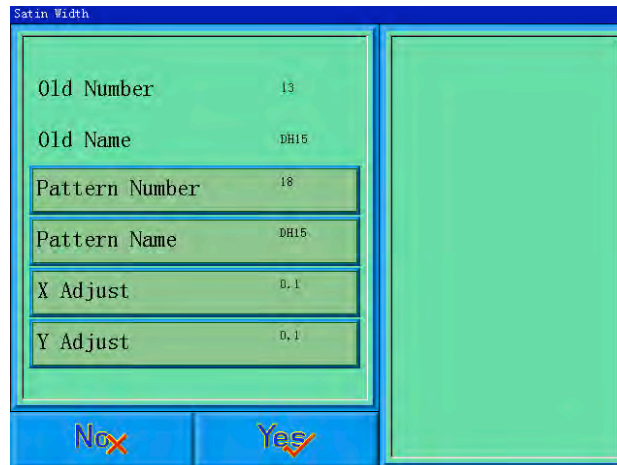 Satin Width
Old Number 13
Old Name DH15
Pattern Number 18
Pattern Name DH15
X Adjust 0.1
Y Adjust 0.1
No Yes